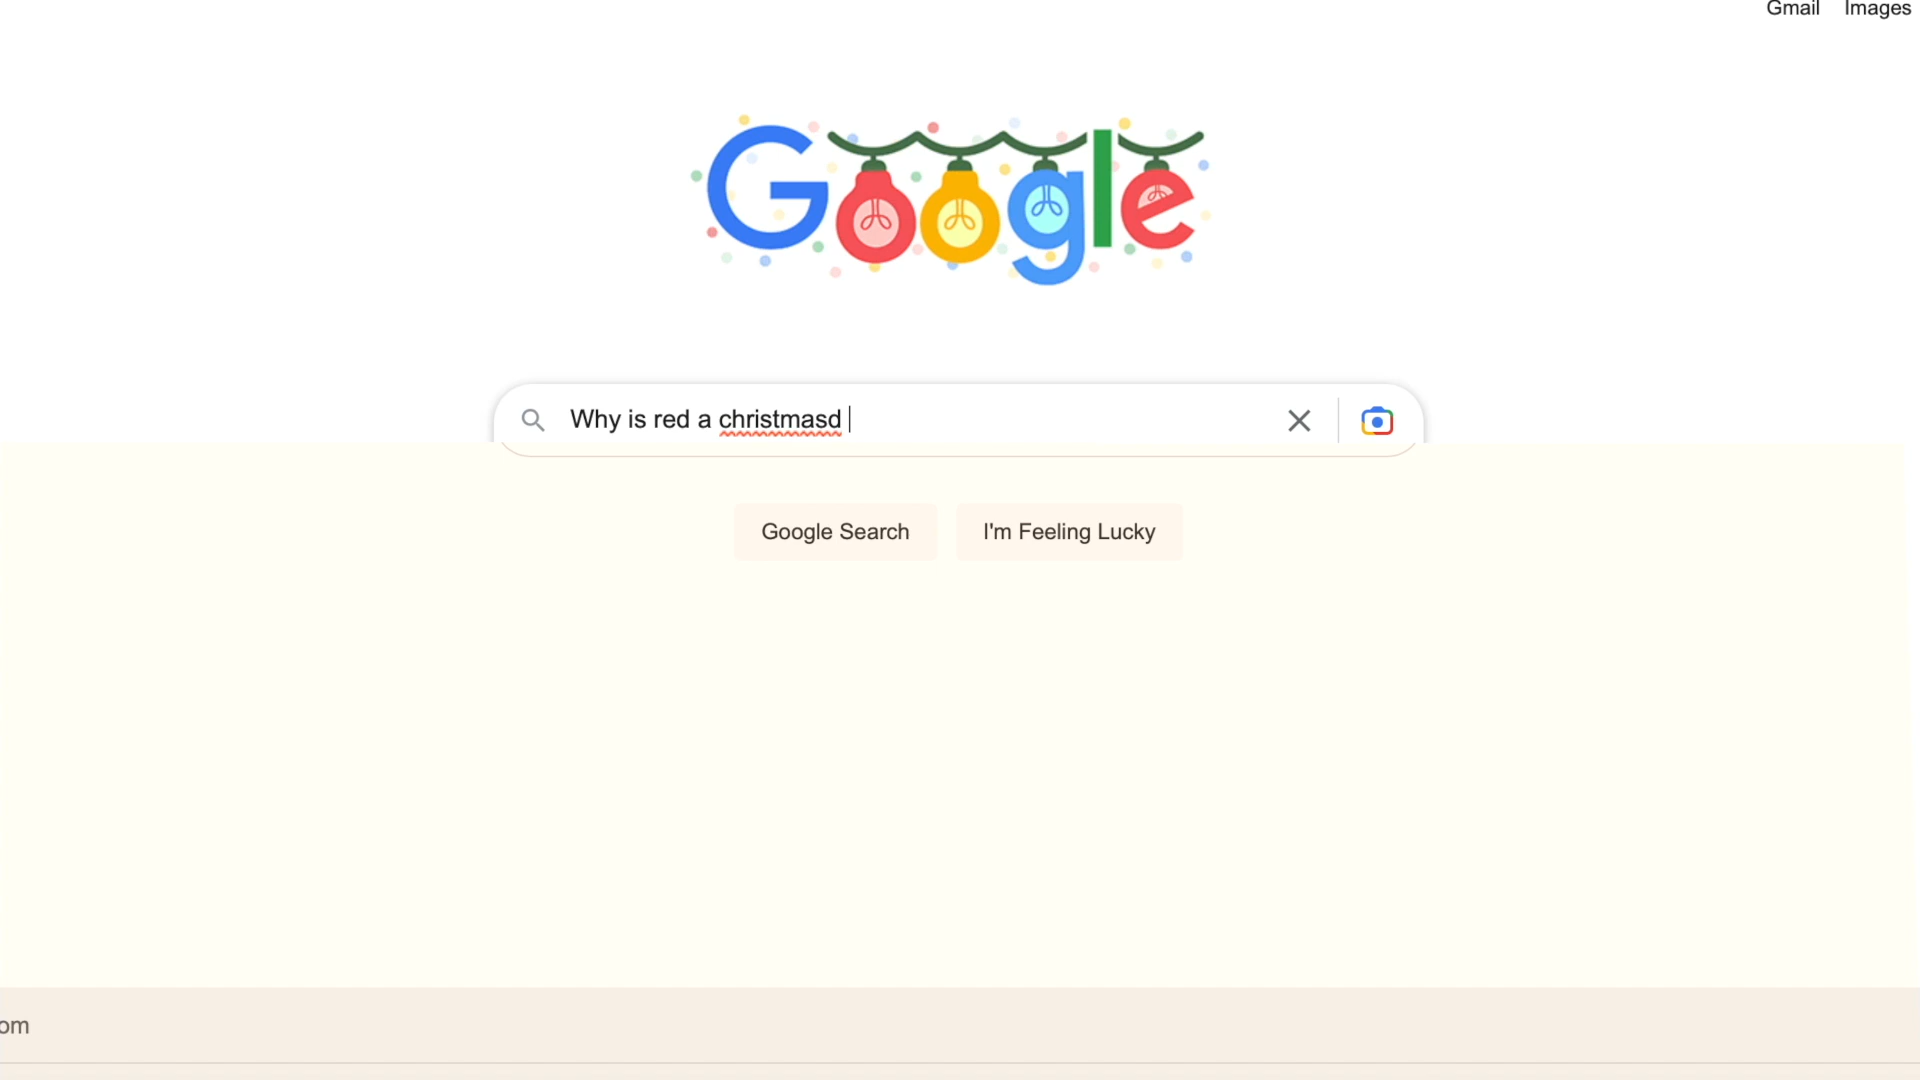 Gmail Images
Google
Why is red a christmasd
Google Search I'm Feeling Lucky
om